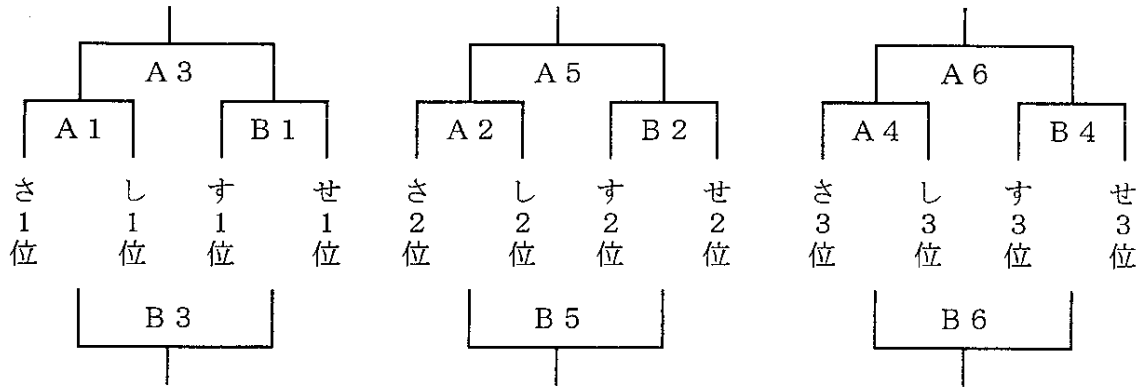 A3 A5 A6
A1 B1 A2 B2 A4 B4
さ1位 し1位 す1位 せ1位 さ2位 し2位 す2位 せ2位 さ3位 し3位 す3位 せ3位
B3 B5 B6